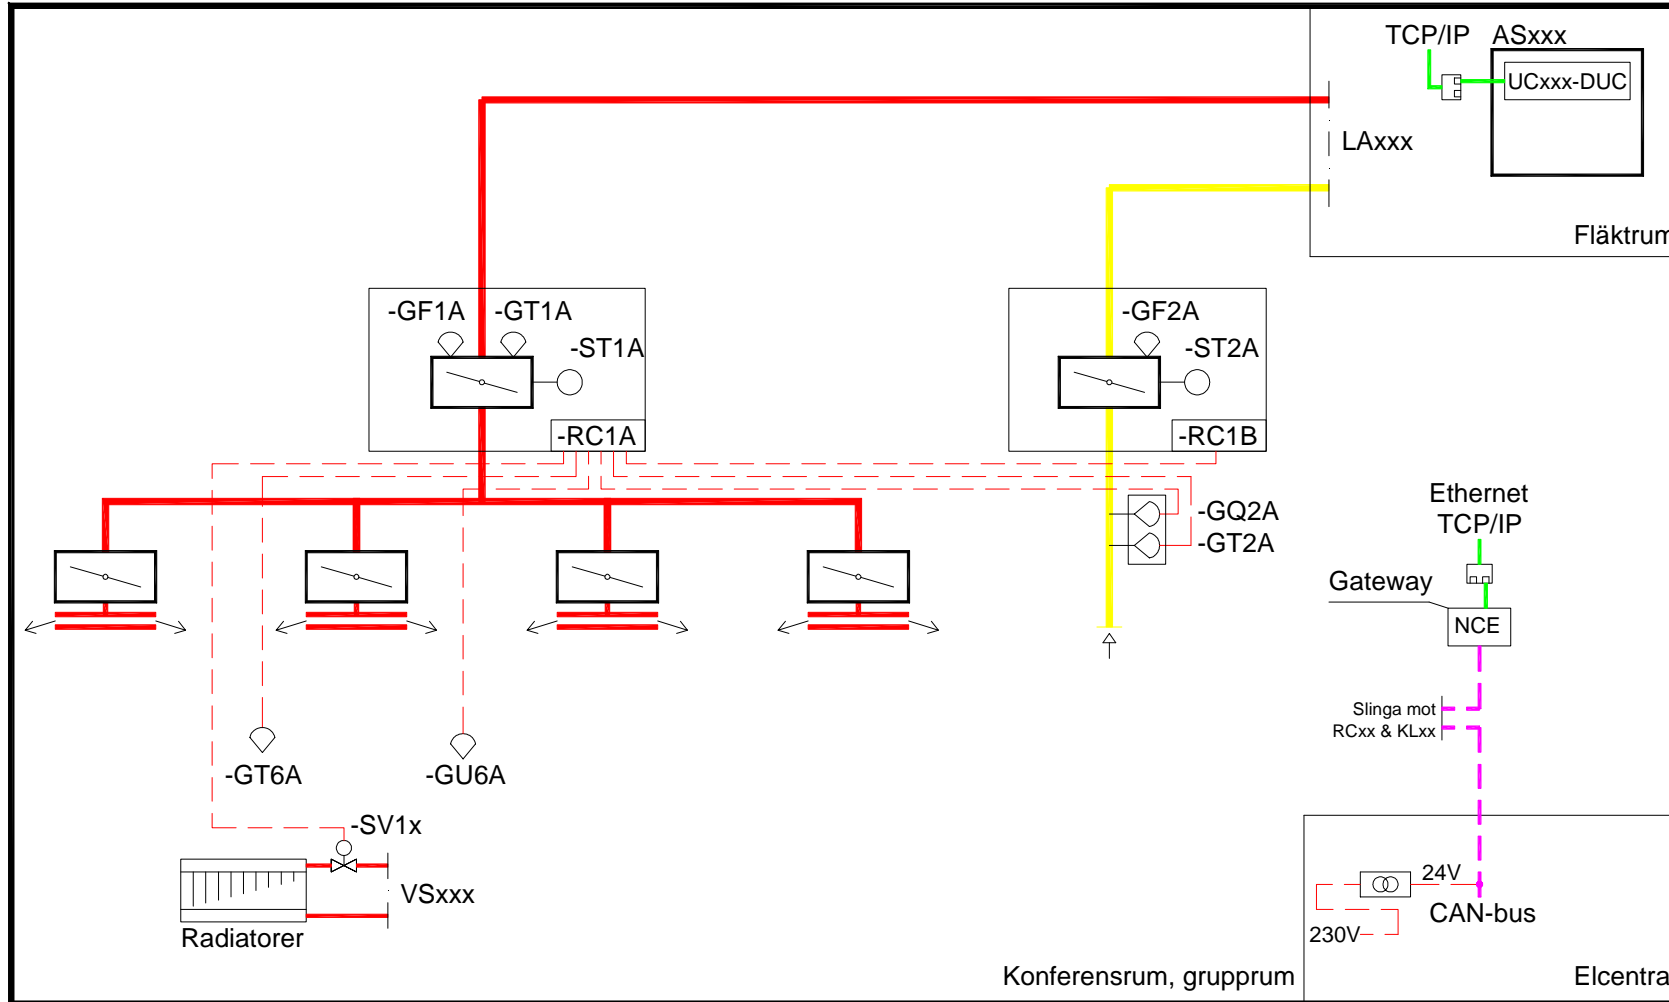 TCP/IP
ASxxx
UCxxx-DUC
LAxxx
Fläktrum
-GF1A
-GT1A
-ST1A
-RC1A
-GF2A
-ST2A
-RC1B
-GQ2A
-GT2A
Ethernet
TCP/IP
Gateway
NCE
Slinga mot
RCxx & KLxx
-GT6A
-GU6A
-SV1x
VSxxx
Radiatorer
24V
CAN-bus
230V
Konferensrum, grupprum
Elcentra